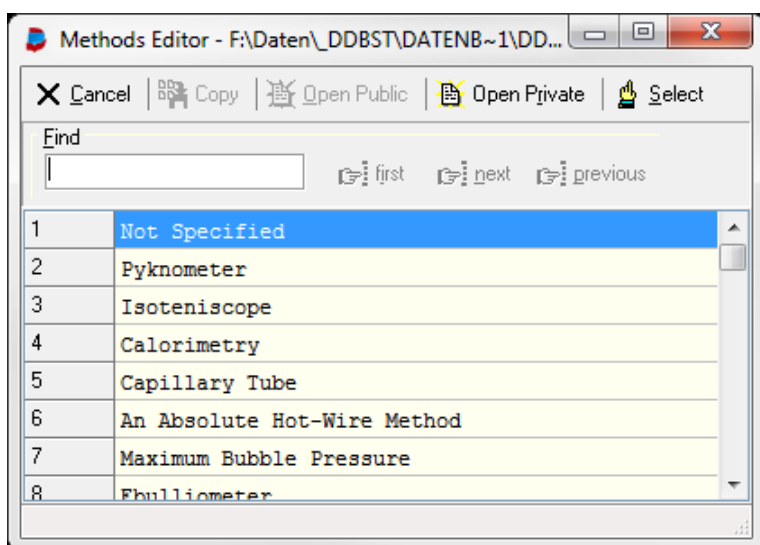 Methods Editor - F:\Daten\_DDBST\DATENB~1\DD...
Cancel Copy Open Public Open Private Select
Find
first next previous
1 Not Specified
2 Pyknometer
3 Isoteniscope
4 Calorimetry
5 Capillary Tube
6 An Absolute Hot-Wire Method
7 Maximum Bubble Pressure
8 Ebulliometer